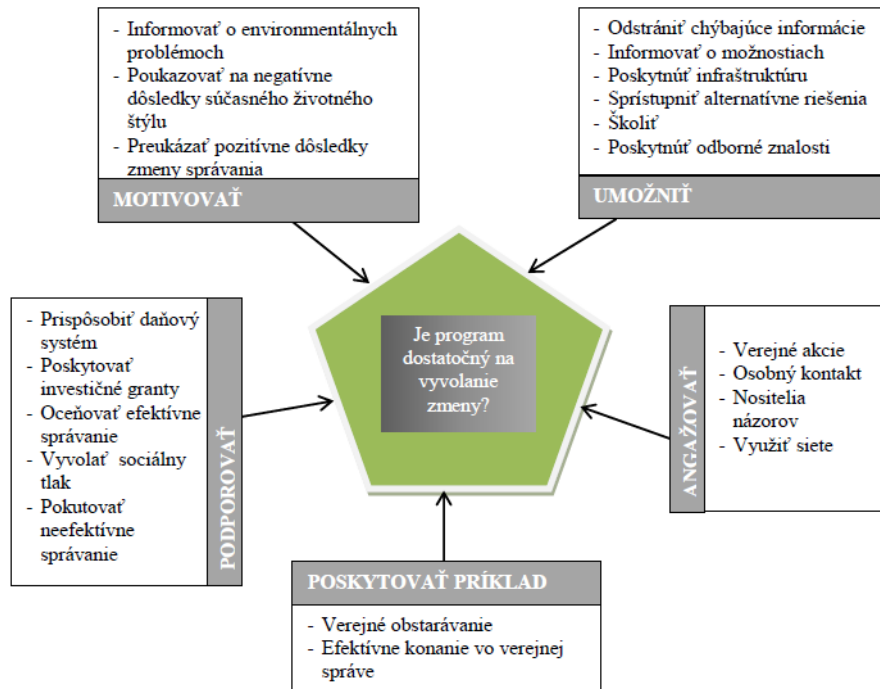 - Informovať o environmentálnych
problémoch
- Poukazovať na negatívne
dôsledky súčasného životného
štýlu
- Preukázať pozitívne dôsledky
zmeny správania
MOTIVOVAŤ
- Odstrániť chýbajúce informácie
- Informovať o možnostiach
- Poskytnúť infraštruktúru
- Sprístupniť alternatívne riešenia
- Školiť
- Poskytnúť odborné znalosti
UMOŽNIŤ
- Prispôsobiť daňový
systém
- Poskytovať
investičné granty
- Oceňovať efektívne
správanie
- Vyvolať sociálny
tlak
- Pokutovať
neefektívne
správanie
PODPOROVAŤ
Je program
dostatočný na
vyvolanie
zmeny?
ANGAŽOVAŤ
- Verejné akcie
- Osobný kontakt
- Nositelia
názorov
- Využiť siete
POSKYTOVAŤ PRÍKLAD
- Verejné obstarávanie
- Efektívne konanie vo verejnej
správe